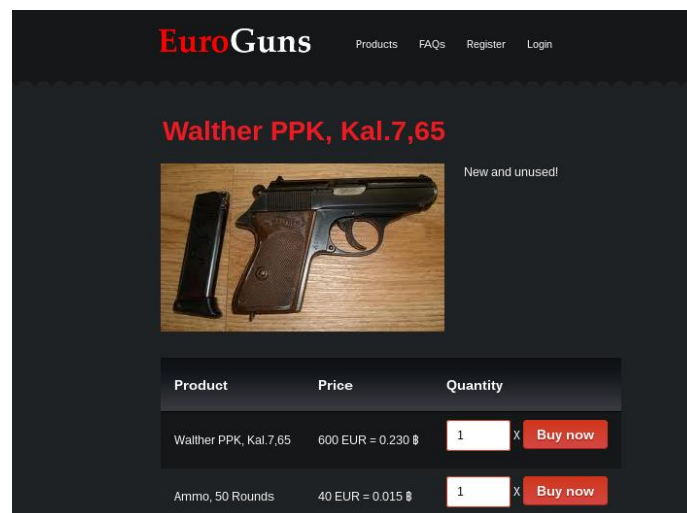 EuroGuns
Products FAQs Register Login
Walther PPK, Kal.7,65
New and unused!
Product Price Quantity
Walther PPK, Kal.7,65 600 EUR = 0.230 ฿ 1 X Buy now
Ammo, 50 Rounds 40 EUR = 0.015 ฿ 1 X Buy now